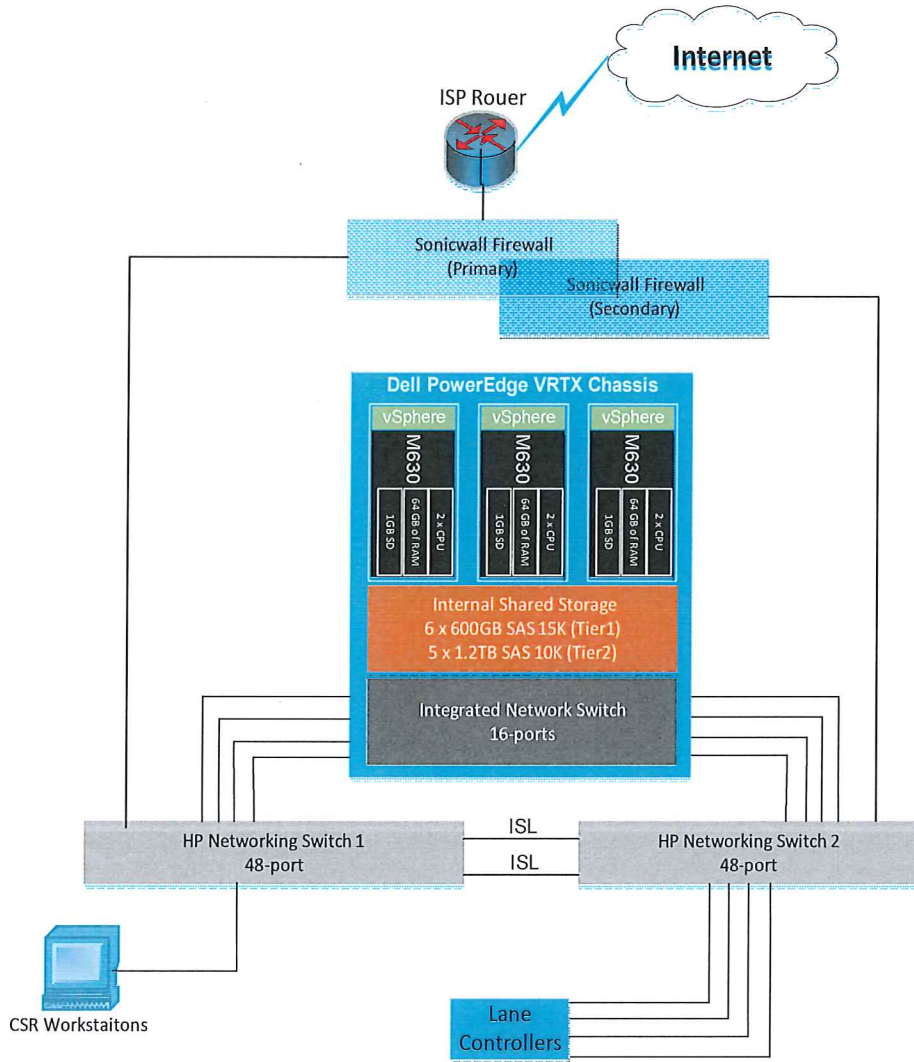 Internet
ISP Rouer
Sonicwall Firewall
(Primary)
Sonicwall Firewall
(Secondary)
Dell PowerEdge VRTX Chassis
vSphere
vSphere
vSphere
M630
M630
M630
1GB SD
64 GB of RAM
2 x CPU
1GB SD
64 GB of RAM
2 x CPU
1GB SD
64 GB of RAM
2 x CPU
Internal Shared Storage
6 x 600GB SAS 15K (Tier1)
5 x 1.2TB SAS 10K (Tier2)
Integrated Network Switch
16-ports
HP Networking Switch 1
48-port
ISL
ISL
HP Networking Switch 2
48-port
CSR Workstaitons
Lane
Controllers